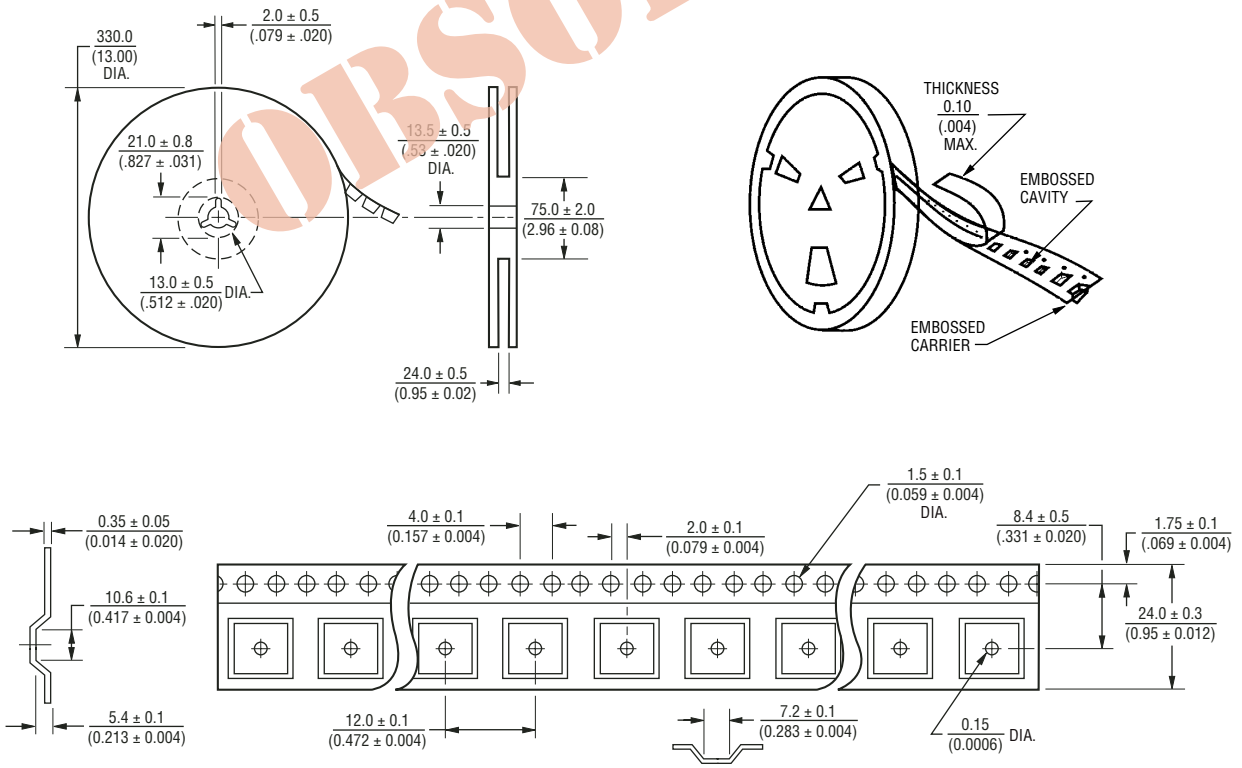 OBSOL
2.0 ± 0.5
(.079 ± .020)
330.0
(13.00)
DIA.
21.0 ± 0.8
(.827 ± .031)
13.0 ± 0.5
(.512 ± .020)
DIA.
13.5 ± 0.5
(.53 ± .020)
DIA.
75.0 ± 2.0
(2.96 ± 0.08)
24.0 ± 0.5
(0.95 ± 0.02)
THICKNESS
0.10
(.004)
MAX.
EMBOSSED
CAVITY
EMBOSSED
CARRIER
0.35 ± 0.05
(0.014 ± 0.020)
10.6 ± 0.1
(0.417 ± 0.004)
5.4 ± 0.1
(0.213 ± 0.004)
4.0 ± 0.1
(0.157 ± 0.004)
2.0 ± 0.1
(0.079 ± 0.004)
1.5 ± 0.1
(0.059 ± 0.004)
DIA.
8.4 ± 0.5
(.331 ± 0.020)
1.75 ± 0.1
(.069 ± 0.004)
24.0 ± 0.3
(0.95 ± 0.012)
12.0 ± 0.1
(0.472 ± 0.004)
7.2 ± 0.1
(0.283 ± 0.004)
0.15
(0.0006)
DIA.